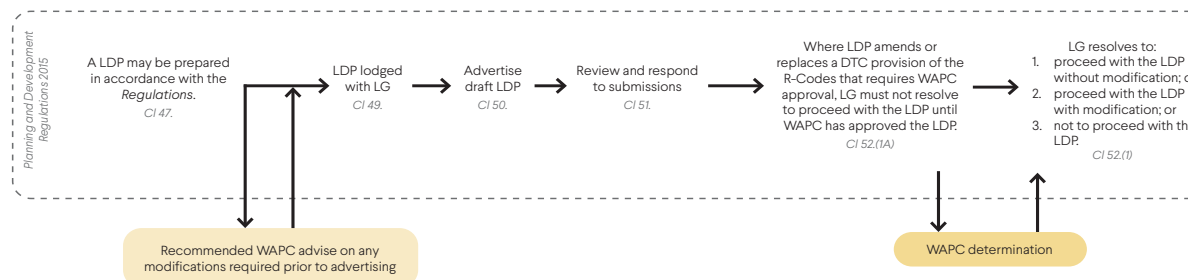 Planning and Development
Regulations 2015
A LDP may be prepared
in accordance with the
Regulations.
Cl 47.
LDP lodged
with LG
Cl 49.
Advertise
draft LDP
Cl 50.
Review and respond
to submissions
Cl 51.
Where LDP amends or
replaces a DTC provision of the
R-Codes that requires WAPC
approval, LG must not resolve
to proceed with the LDP until
WAPC has approved the LDP.
Cl 52.(1A)
LG resolves to:
1. proceed with the LDP
without modification;
2. proceed with the LDP
with modification; or
3. not to proceed with
LDP.
Cl 52.(1)
Recommended WAPC advise on any
modifications required prior to advertising
WAPC determination